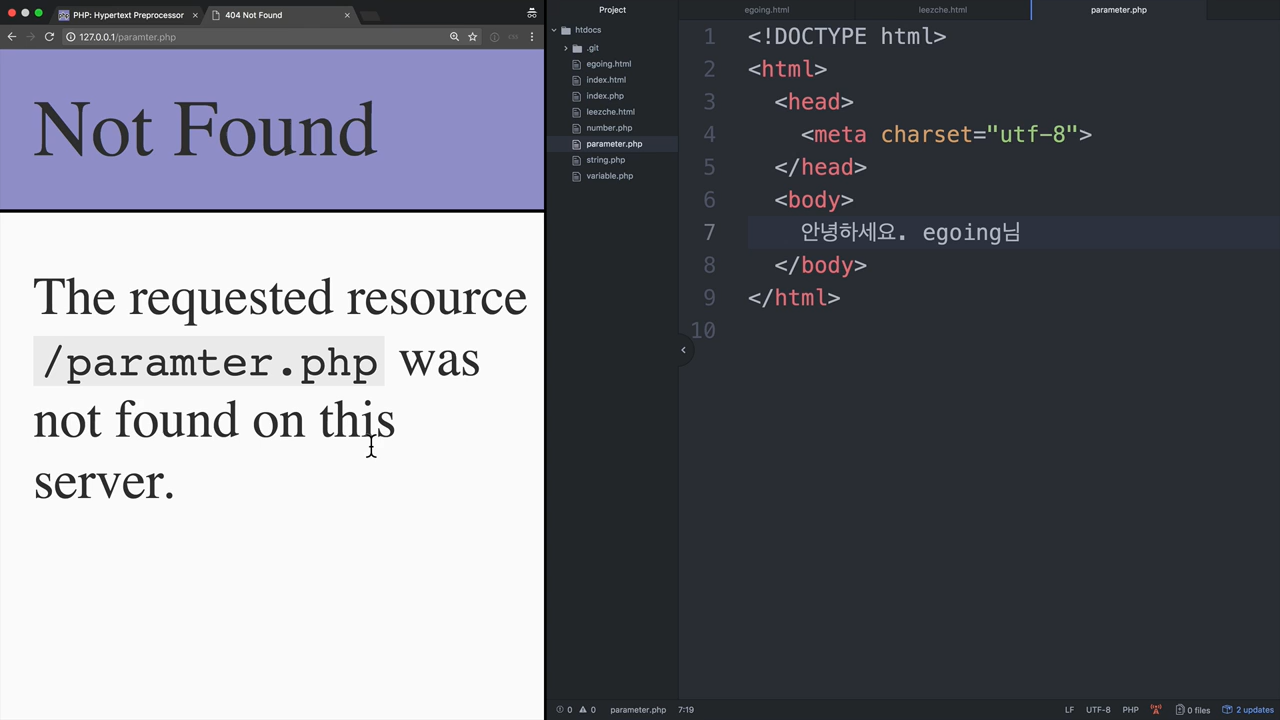 PHP: Hypertext Preprocessor
404 Not Found
127.0.0.1/paramter.php
Not Found
The requested resource
/paramter.php was
not found on this
server.
Project
htdocs
.git
egoing.html
index.html
index.php
leezche.html
number.php
parameter.php
string.php
variable.php
egoing.html
leezche.html
parameter.php
1 <!DOCTYPE html>
2 <html>
3 <head>
4 <meta charset="utf-8">
5 </head>
6 <body>
7 안녕하세요. egoing님
8 </body>
9 </html>
10
0 0 parameter.php 7:19
LF UTF-8 PHP 0 files 2 updates